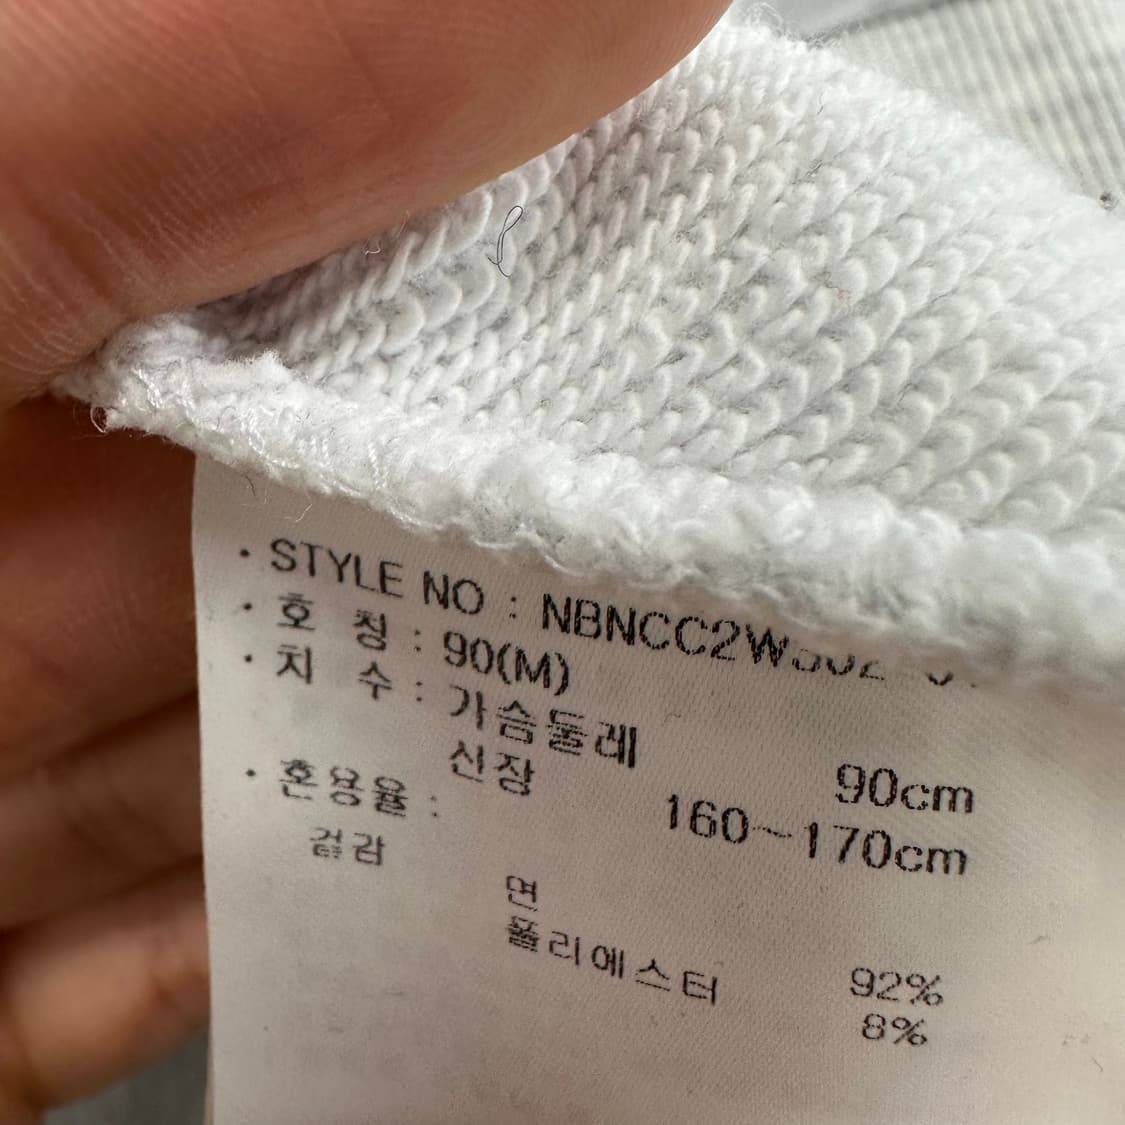 · STYLE NO : NBNCC2W302
· 호 칭 : 90(M)
· 치 수 : 가슴둘레 90cm
신장 160~170cm
· 혼용율 :
겉감
면 92%
폴리에스터 8%